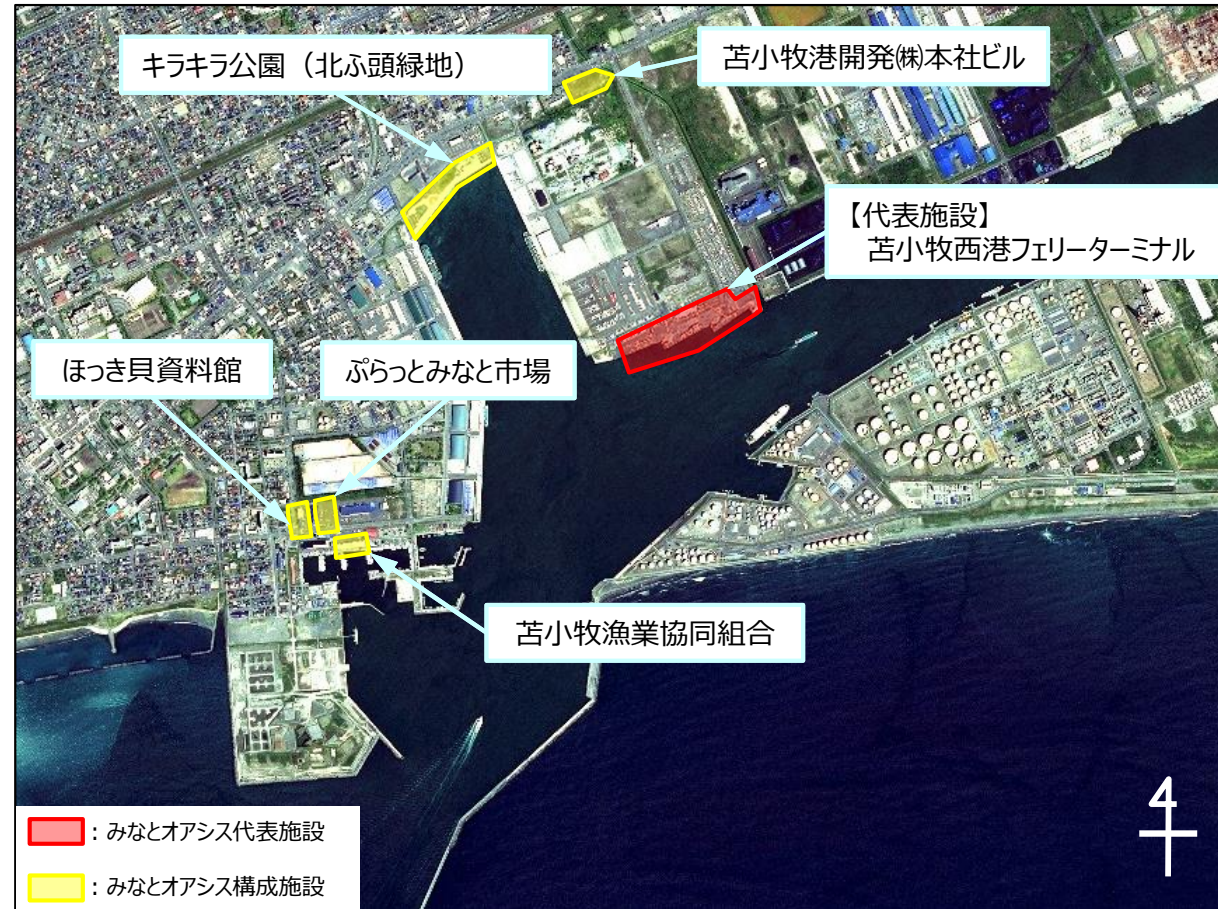 キラキラ公園（北ふ頭緑地）
苫小牧港開発㈱本社ビル
【代表施設】
苫小牧西港フェリーターミナル
ほっき貝資料館
ぷらっとみなと市場
苫小牧漁業協同組合
：みなとオアシス代表施設
：みなとオアシス構成施設